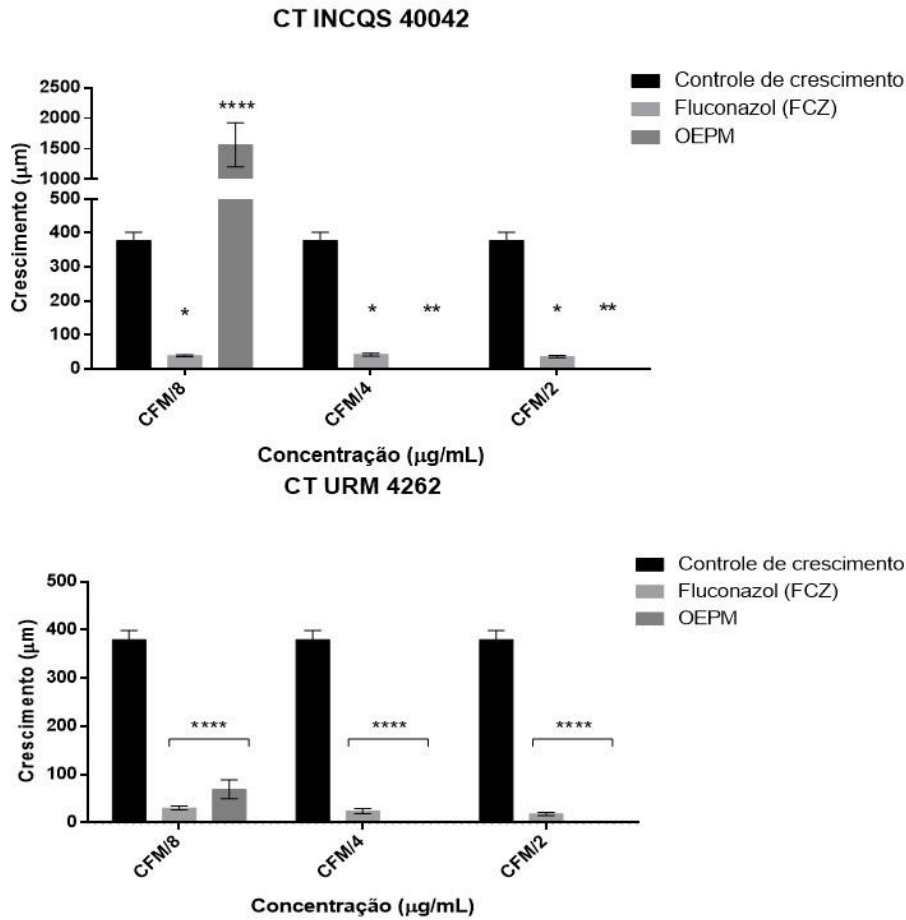 CT INCQS 40042
Crescimento (µm)
2500
2000
1500
1000
500
400
300
200
100
0
****
*
*
**
*
**
CFM/8
CFM/4
CFM/2
Concentração (µg/mL)
Controle de crescimento
Fluconazol (FCZ)
OEPM
CT URM 4262
Crescimento (µm)
500
400
300
200
100
0
****
****
****
CFM/8
CFM/4
CFM/2
Concentração (µg/mL)
Controle de crescimento
Fluconazol (FCZ)
OEPM